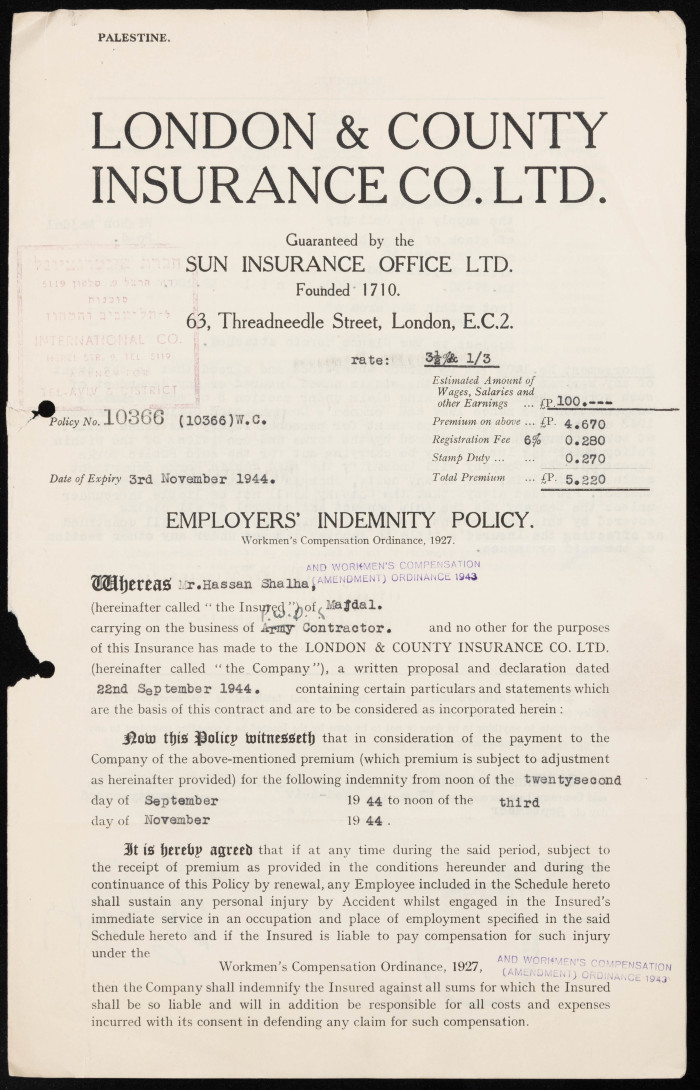 PALESTINE.
LONDON & COUNTY
INSURANCE CO. LTD.
Guaranteed by the
SUN INSURANCE OFFICE LTD.
Founded 1710.
63, Threadneedle Street, London, E.C.2.
INTERNATIONAL CO.
TEL-AVIV & DISTRICT
rate: 3½% & 1/3
Estimated Amount of
Wages, Salaries and
other Earnings ... £P. 100.---
Policy No. 10366 (10366)W.C.
Premium on above ... £P. 4.670
Registration Fee 6% 0.280
Stamp Duty ... ... 0.270
Date of Expiry 3rd November 1944.
Total Premium ... £P. 5.220
EMPLOYERS' INDEMNITY POLICY.
Workmen's Compensation Ordinance, 1927.
AND WORKMEN'S COMPENSATION
(AMENDMENT) ORDINANCE 1943
Whereas Mr.Hassan Shalha,
(hereinafter called "the Insured") of Majdal.
P.W.D.
carrying on the business of Army Contractor. and no other for the purposes
of this Insurance has made to the LONDON & COUNTY INSURANCE CO. LTD.
(hereinafter called "the Company"), a written proposal and declaration dated
22nd September 1944. containing certain particulars and statements which
are the basis of this contract and are to be considered as incorporated herein :
Now this Policy witnesseth that in consideration of the payment to the
Company of the above-mentioned premium (which premium is subject to adjustment
as hereinafter provided) for the following indemnity from noon of the twentysecond
day of September 19 44 to noon of the third
day of November 19 44 .
It is hereby agreed that if at any time during the said period, subject to
the receipt of premium as provided in the conditions hereunder and during the
continuance of this Policy by renewal, any Employee included in the Schedule hereto
shall sustain any personal injury by Accident whilst engaged in the Insured's
immediate service in an occupation and place of employment specified in the said
Schedule hereto and if the Insured is liable to pay compensation for such injury
under the
Workmen's Compensation Ordinance, 1927,
AND WORKMEN'S COMPENSATION
(AMENDMENT) ORDINANCE 1943
then the Company shall indemnify the Insured against all sums for which the Insured
shall be so liable and will in addition be responsible for all costs and expenses
incurred with its consent in defending any claim for such compensation.